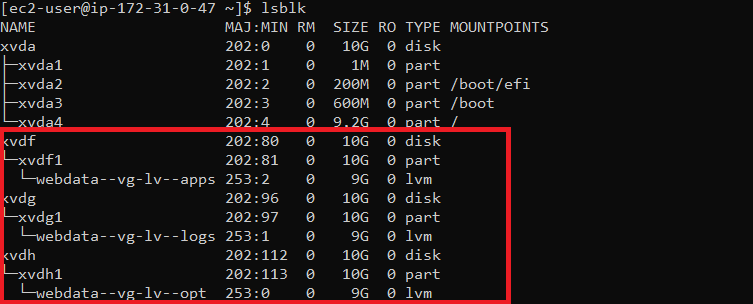 [ec2-user@ip-172-31-0-47 ~]$ lsblk
NAME                      MAJ:MIN RM  SIZE RO TYPE MOUNTPOINTS
xvda                      202:0    0   10G  0 disk
├─xvda1                   202:1    0    1M  0 part
├─xvda2                   202:2    0  200M  0 part /boot/efi
├─xvda3                   202:3    0  600M  0 part /boot
└─xvda4                   202:4    0  9.2G  0 part /
xvdf                      202:80   0   10G  0 disk
└─xvdf1                   202:81   0   10G  0 part
  └─webdata--vg-lv--apps  253:2    0    9G  0 lvm
xvdg                      202:96   0   10G  0 disk
└─xvdg1                   202:97   0   10G  0 part
  └─webdata--vg-lv--logs  253:1    0    9G  0 lvm
xvdh                      202:112  0   10G  0 disk
└─xvdh1                   202:113  0   10G  0 part
  └─webdata--vg-lv--opt   253:0    0    9G  0 lvm